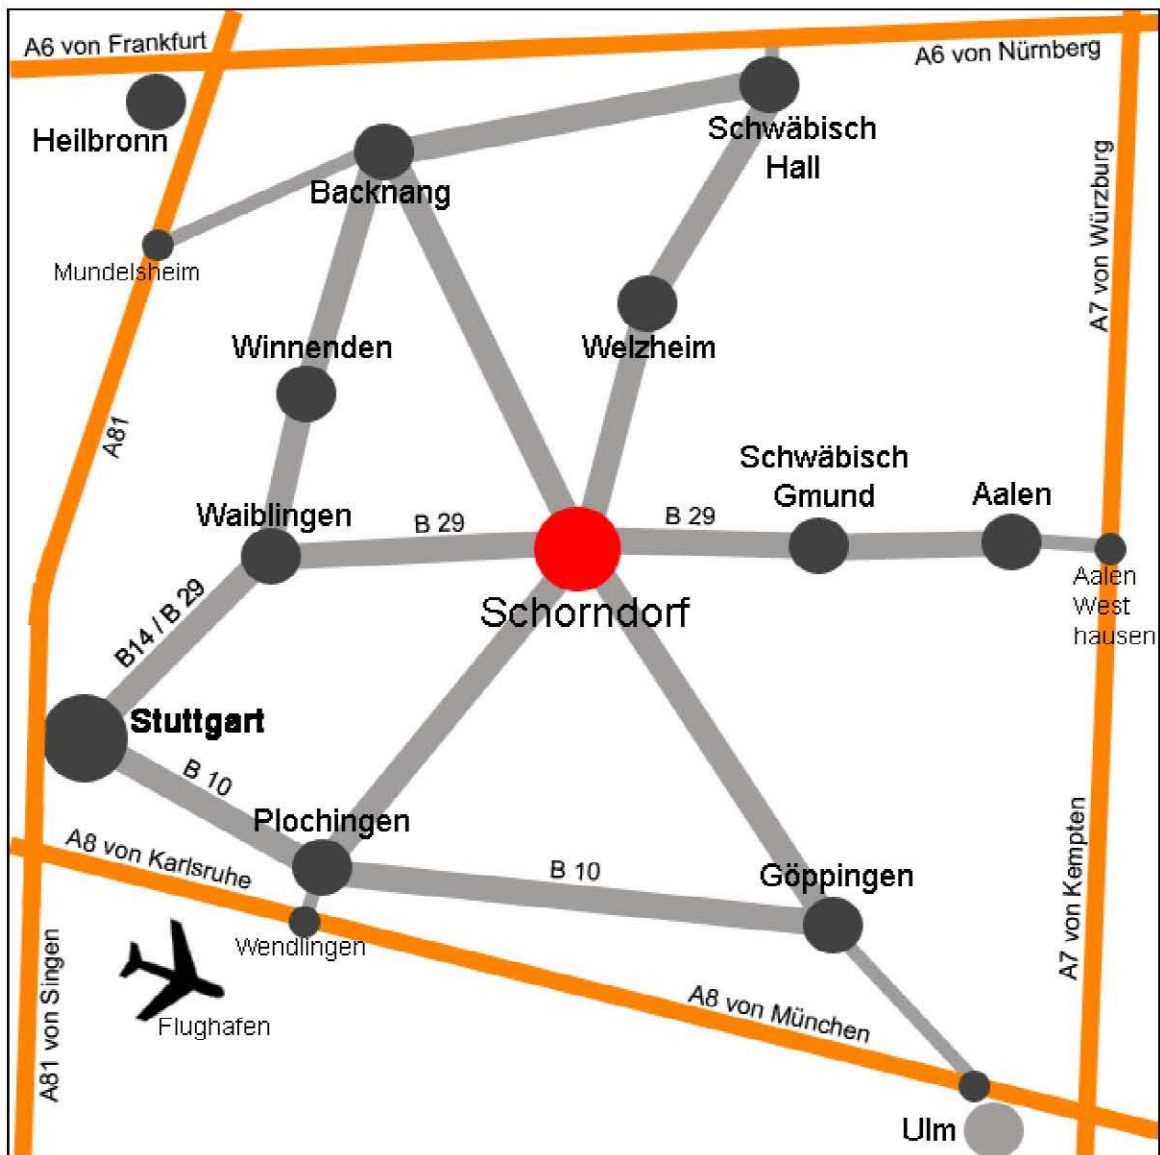 A6 von Frankfurt
A6 von Nürnberg
Heilbronn
Schwäbisch
Hall
Backnang
A7 von Würzburg
Mundelsheim
Winnenden
Welzheim
A81
Schwäbisch
Gmund
Aalen
Waiblingen
B 29
B 29
Aalen
West
hausen
Schorndorf
B14 / B 29
Stuttgart
B 10
Plochingen
A8 von Karlsruhe
B 10
Göppingen
A7 von Kempten
Wendlingen
A81 von Singen
Flughafen
A8 von München
Ulm